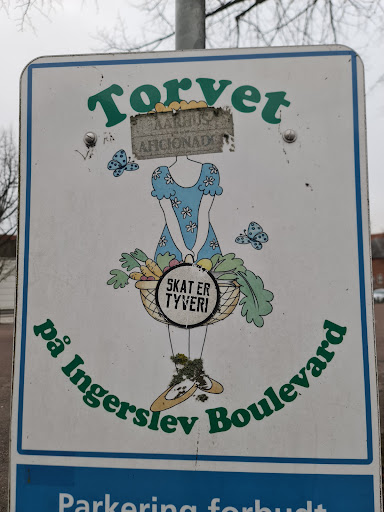 Torvet
AARHUS
AFICIONADOS
SKAT ER
TYVERI
på Ingerslev Boulevard
Parkering forbudt